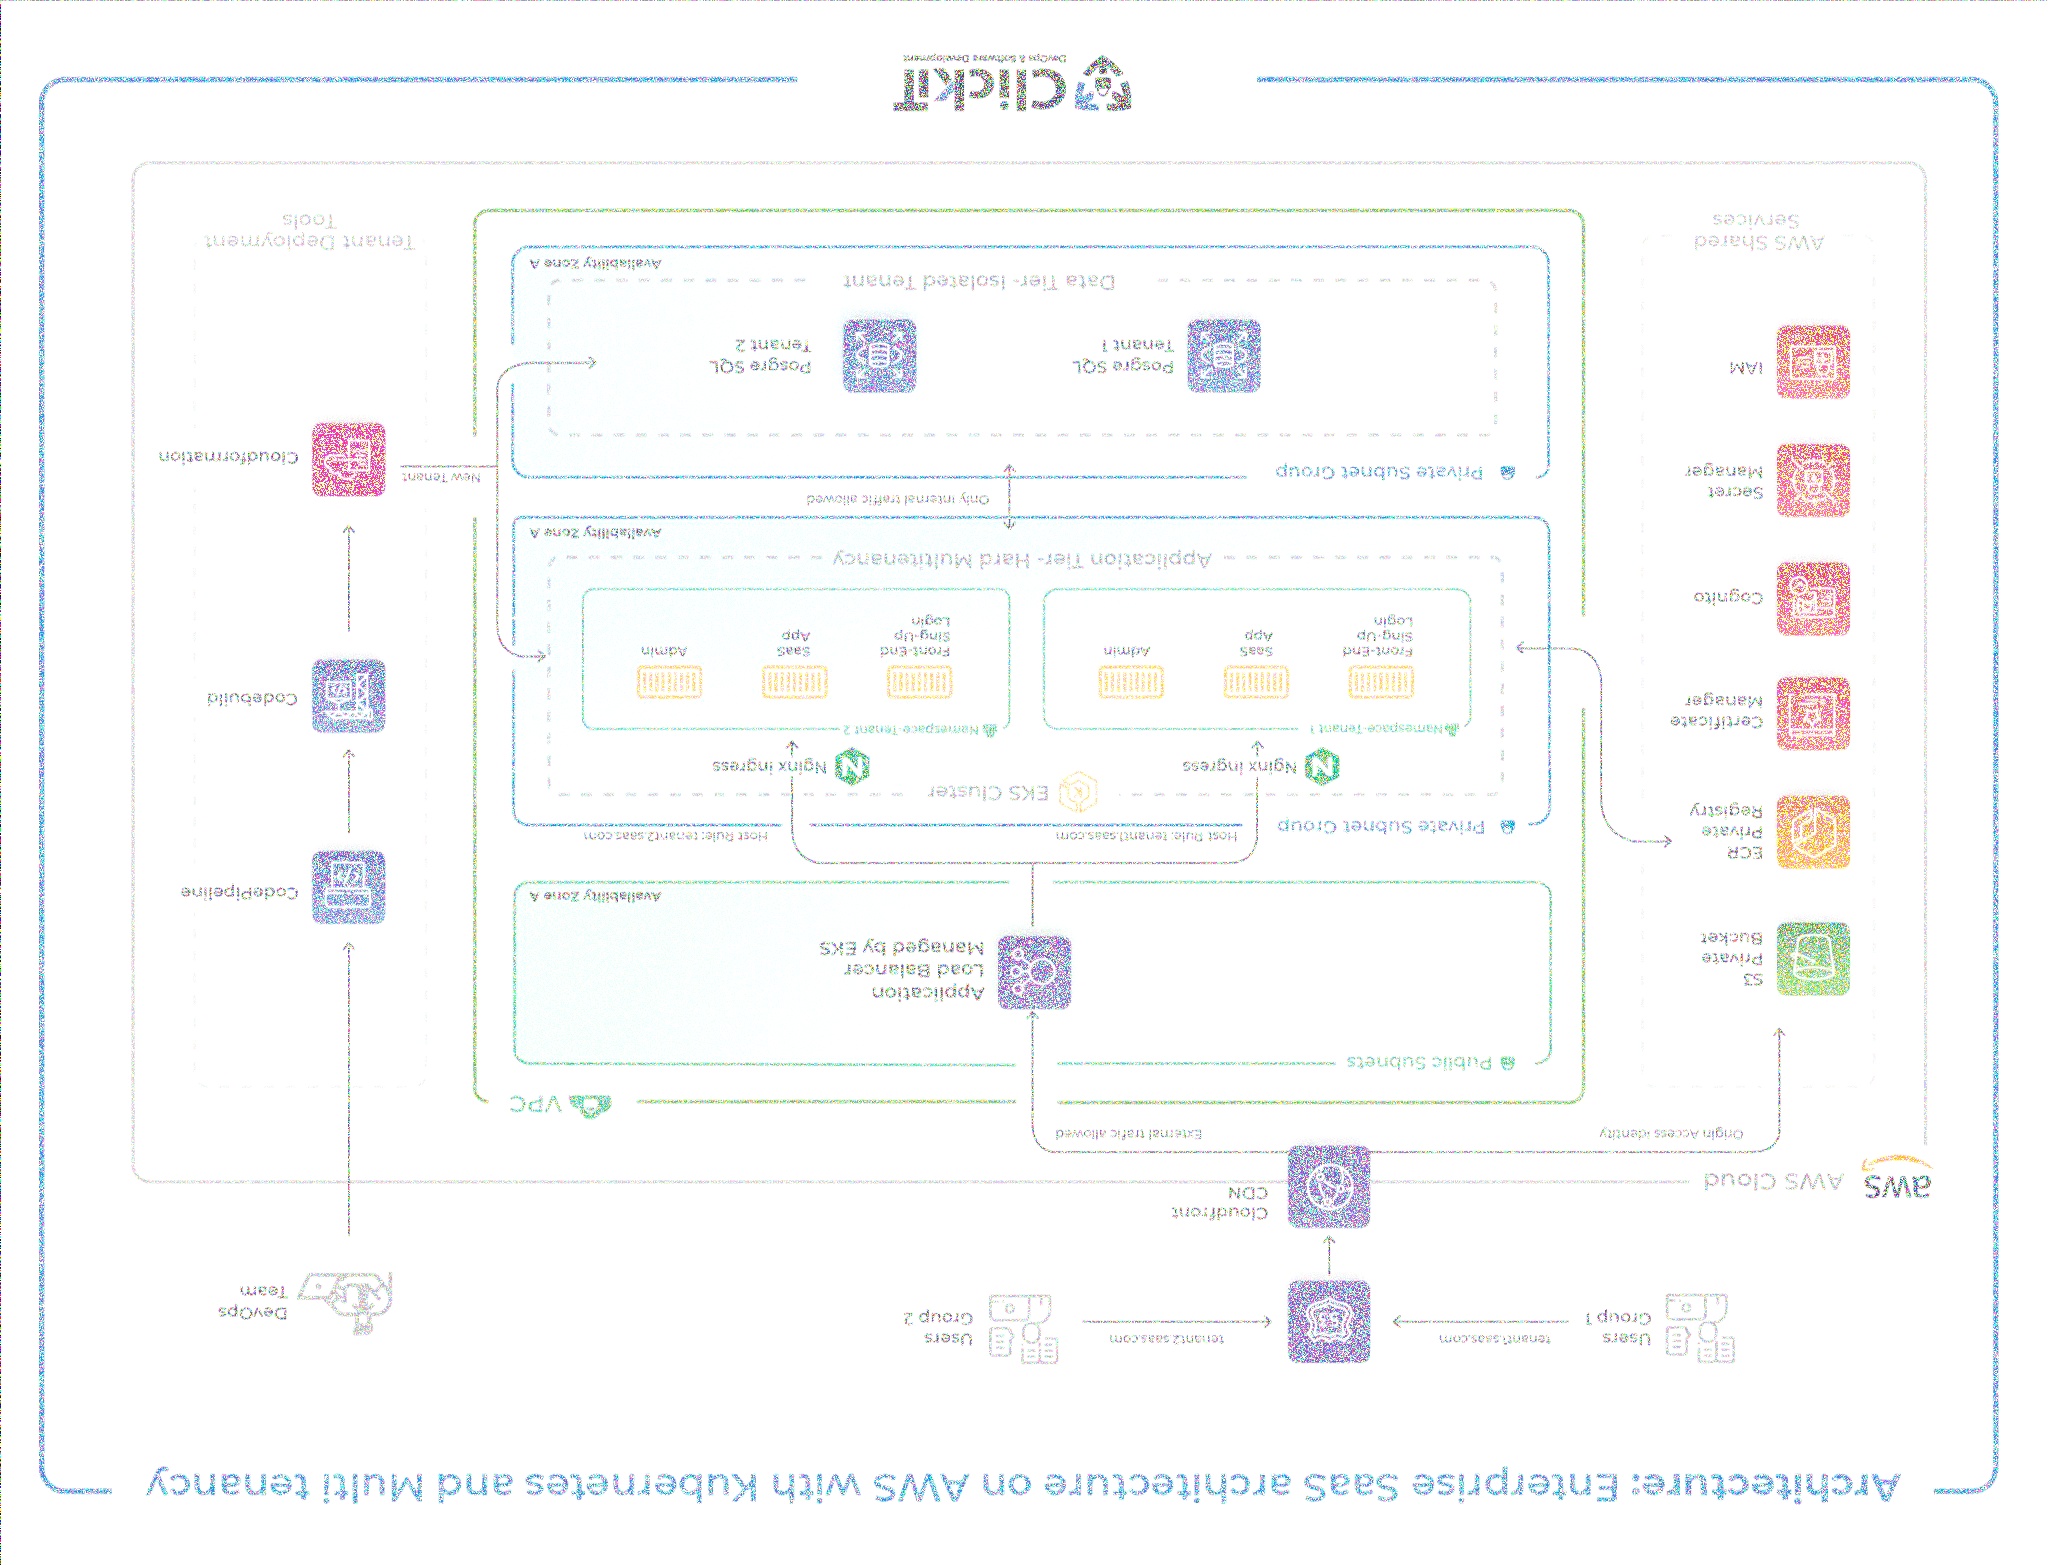 Architecture: Enterprise SaaS architecture on AWS with Kubernetes and Multi tenancy
Users
Group 1
tenant1.saas.com
tenant2.saas.com
Users
Group 2
DevOps
Team
Cloudfront
CDN
aws
AWS Cloud
Origin Access identity
External trafic allowed
VPC
Public Subnets
Application
Load Balancer
Managed by EKS
Availability Zone A
S3
Private
Bucket
ECR
Private
Registry
Certificate
Manager
Cognito
Secret
Manager
IAM
AWS Shared
Services
Private Subnet Group
Host Rule: tenant1.saas.com
Host Rule: tenant2.saas.com
EKS Cluster
Nginx ingress
Nginx ingress
Namespace-Tenant 1
Front-End
Sing-Up
Login
SaaS
App
Admin
Namespace-Tenant 2
Front-End
Sing-Up
Login
SaaS
App
Admin
Application Tier- Hard Multitenancy
Availability Zone A
Only internal traffic allowed
Private Subnet Group
Posgre SQL
Tenant 1
Posgre SQL
Tenant 2
Data Tier- Isolated Tenant
Availability Zone A
CodePipeline
Codebuild
Cloudformation
New Tenant
Tenant Deployment
Tools
ClickIT
DevOps & Software Development